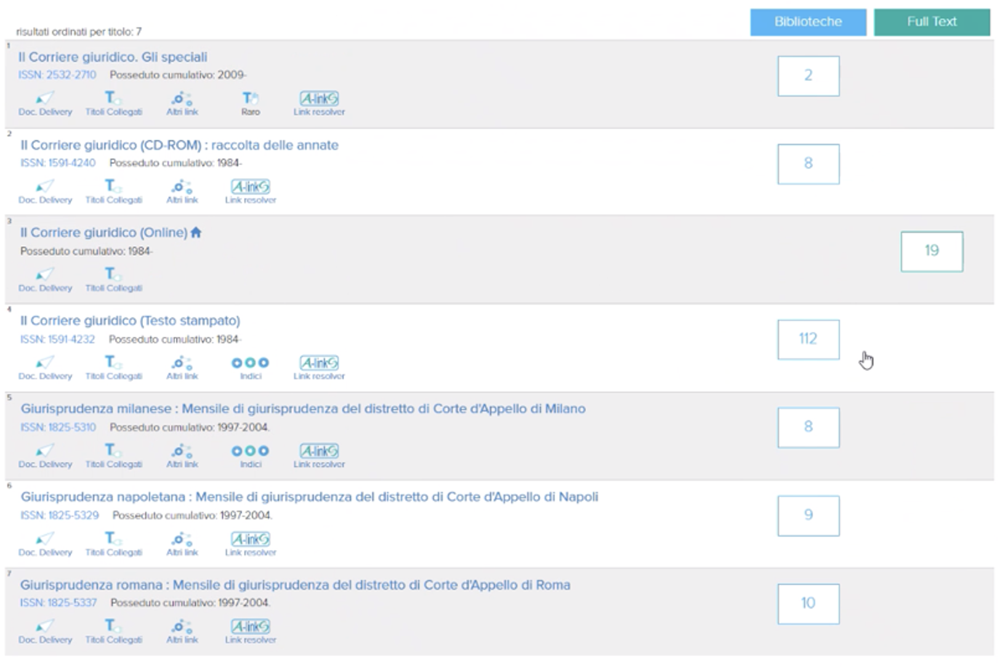 Biblioteche Full Text
risultati ordinati per titolo: 7
1
Il Corriere giuridico. Gli speciali
ISSN: 2532-2710 Posseduto cumulativo: 2009-
2
Doc. Delivery Titoli Collegati Altri link Raro A-link Link resolver
2
Il Corriere giuridico (CD-ROM) : raccolta delle annate
ISSN: 1591-4240 Posseduto cumulativo: 1984-
8
Doc. Delivery Titoli Collegati Altri link A-link Link resolver
3
Il Corriere giuridico (Online)
Posseduto cumulativo: 1984-
19
Doc. Delivery Titoli Collegati
4
Il Corriere giuridico (Testo stampato)
ISSN: 1591-4232 Posseduto cumulativo: 1984-
112
Doc. Delivery Titoli Collegati Altri link Indici A-link Link resolver
5
Giurisprudenza milanese : Mensile di giurisprudenza del distretto di Corte d'Appello di Milano
ISSN: 1825-5310 Posseduto cumulativo: 1997-2004.
8
Doc. Delivery Titoli Collegati Altri link Indici A-link Link resolver
6
Giurisprudenza napoletana : Mensile di giurisprudenza del distretto di Corte d'Appello di Napoli
ISSN: 1825-5329 Posseduto cumulativo: 1997-2004.
9
Doc. Delivery Titoli Collegati Altri link A-link Link resolver
7
Giurisprudenza romana : Mensile di giurisprudenza del distretto di Corte d'Appello di Roma
ISSN: 1825-5337 Posseduto cumulativo: 1997-2004.
10
Doc. Delivery Titoli Collegati Altri link A-link Link resolver